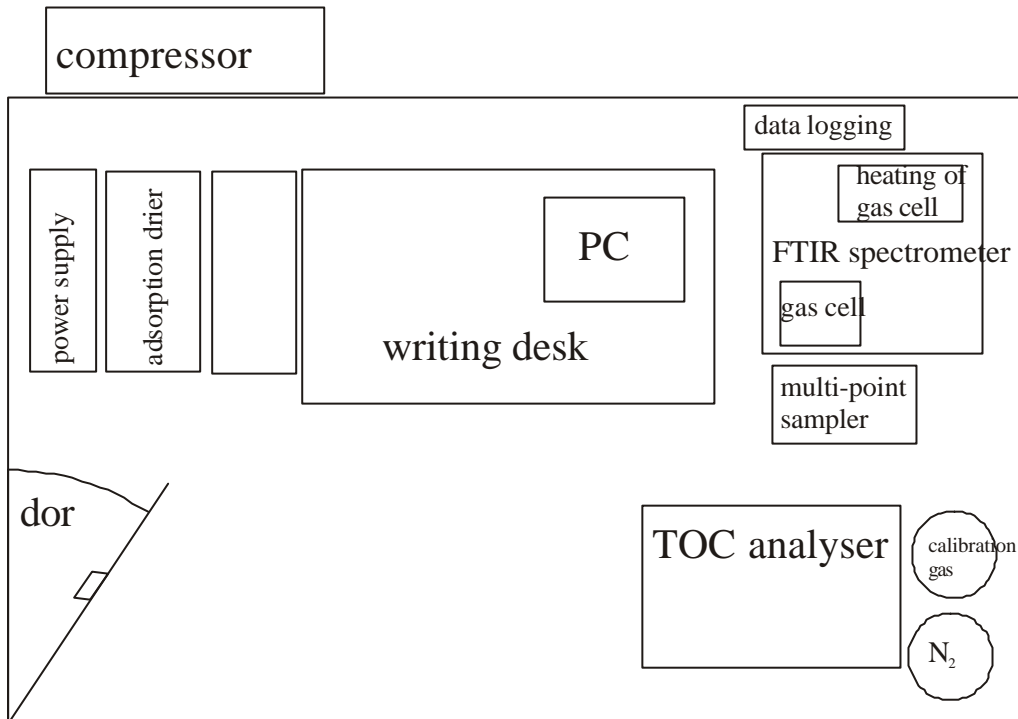 compressor
data logging
power supply
adsorption drier
PC
writing desk
heating of
gas cell
FTIR spectrometer
gas cell
multi-point
sampler
dor
TOC analyser
calibration
gas
N₂